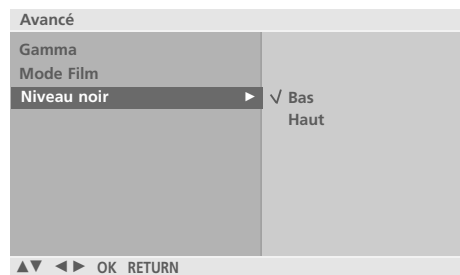 Avancé
Gamma
Mode Film
Niveau noir ► √ Bas
Haut
▲▼ ◄► OK RETURN